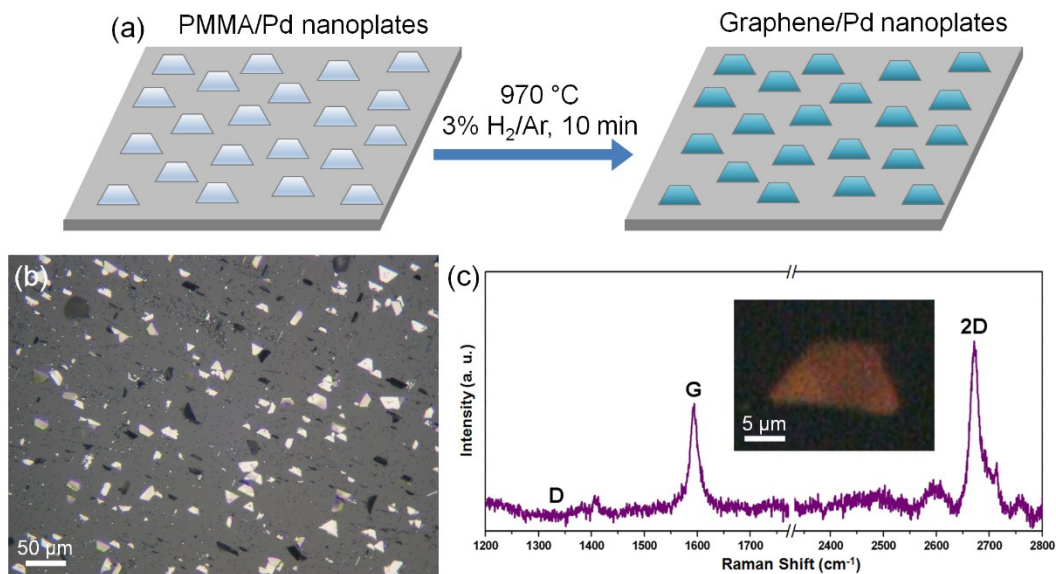 (a)
PMMA/Pd nanoplates
Graphene/Pd nanoplates
970 °C
3% H₂/Ar, 10 min
(b)
50 µm
(c)
Intensity (a. u.)
D
G
2D
5 µm
1200 1300 1400 1500 1600 1700 2400 2500 2600 2700 2800
Raman Shift (cm⁻¹)